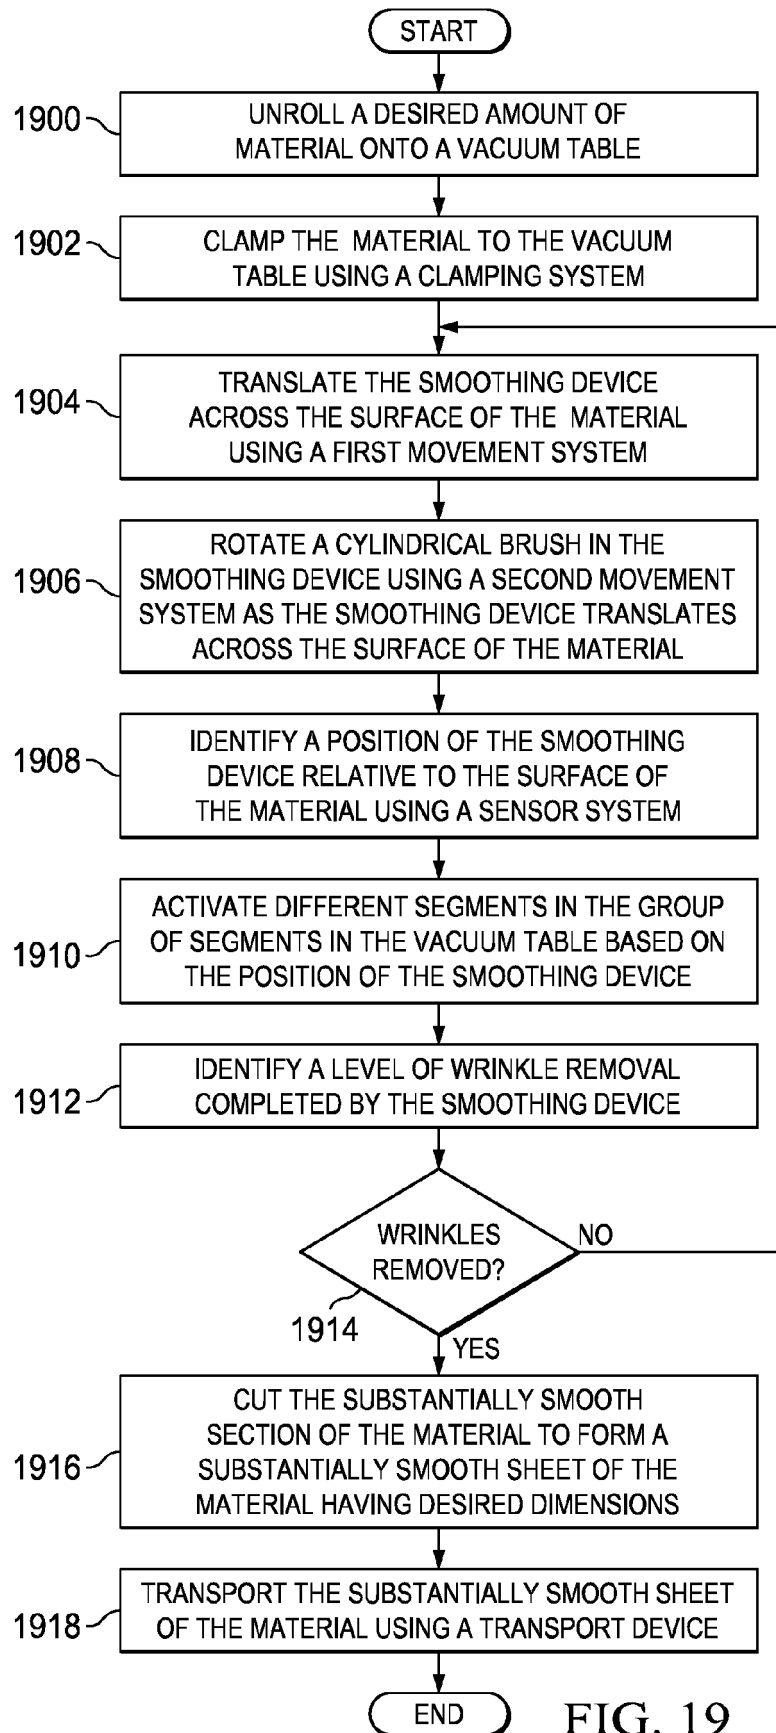 START
1900
UNROLL A DESIRED AMOUNT OF
MATERIAL ONTO A VACUUM TABLE
1902
CLAMP THE MATERIAL TO THE VACUUM
TABLE USING A CLAMPING SYSTEM
1904
TRANSLATE THE SMOOTHING DEVICE
ACROSS THE SURFACE OF THE MATERIAL
USING A FIRST MOVEMENT SYSTEM
1906
ROTATE A CYLINDRICAL BRUSH IN THE
SMOOTHING DEVICE USING A SECOND MOVEMENT
SYSTEM AS THE SMOOTHING DEVICE TRANSLATES
ACROSS THE SURFACE OF THE MATERIAL
1908
IDENTIFY A POSITION OF THE SMOOTHING
DEVICE RELATIVE TO THE SURFACE OF
THE MATERIAL USING A SENSOR SYSTEM
1910
ACTIVATE DIFFERENT SEGMENTS IN THE GROUP
OF SEGMENTS IN THE VACUUM TABLE BASED ON
THE POSITION OF THE SMOOTHING DEVICE
1912
IDENTIFY A LEVEL OF WRINKLE REMOVAL
COMPLETED BY THE SMOOTHING DEVICE
WRINKLES
REMOVED?
NO
1914
YES
1916
CUT THE SUBSTANTIALLY SMOOTH
SECTION OF THE MATERIAL TO FORM A
SUBSTANTIALLY SMOOTH SHEET OF THE
MATERIAL HAVING DESIRED DIMENSIONS
1918
TRANSPORT THE SUBSTANTIALLY SMOOTH SHEET
OF THE MATERIAL USING A TRANSPORT DEVICE
END
FIG. 19